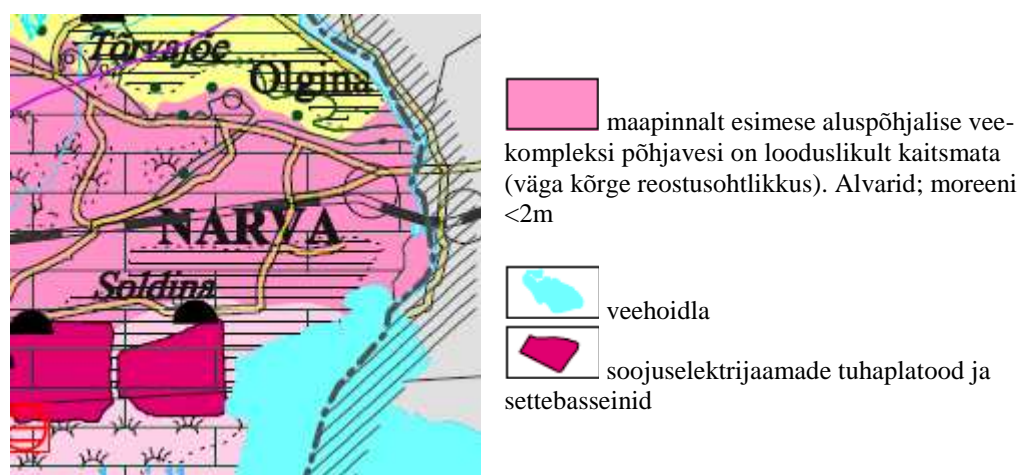 Tõrvajõe
Olgina
NARVA
Soldina
maapinnalt esimese aluspõhjalise vee-
kompleksi põhjavesi on looduslikult kaitsmata
(väga kõrge reostusohtlikkus). Alvarid; moreeni
<2m
veehoidla
soojuselektrijaamade tuhaplatood ja
settebasseinid